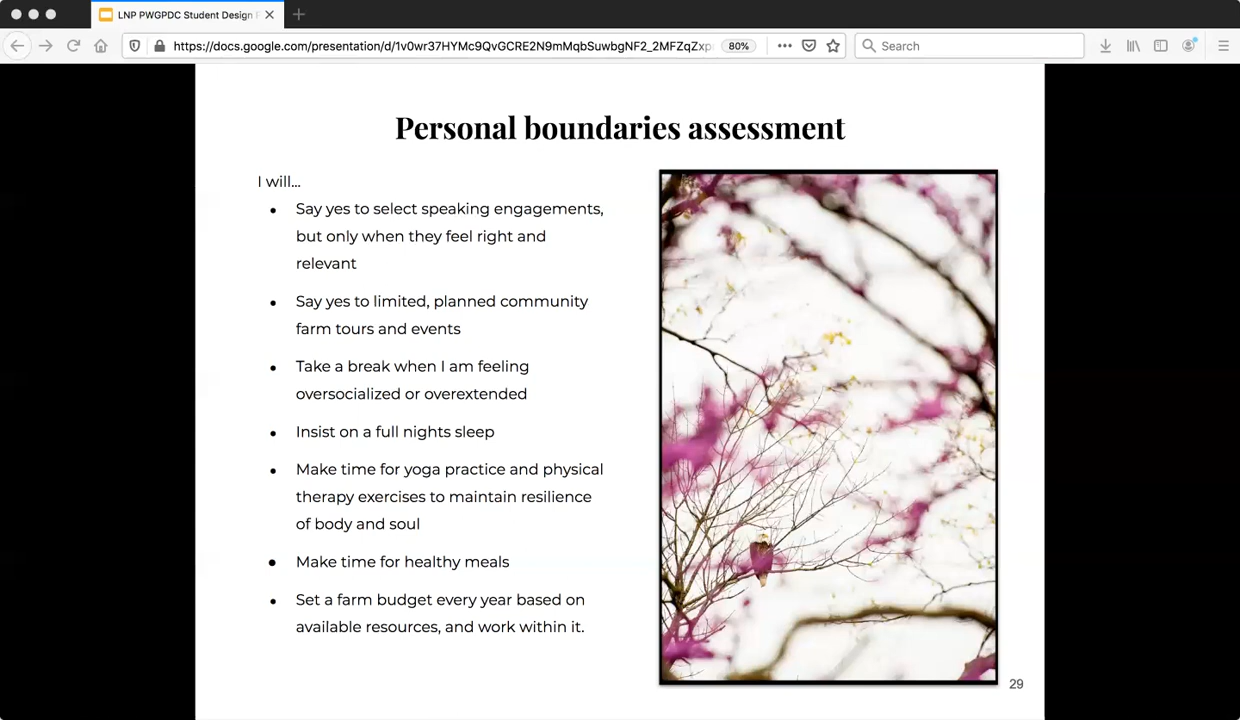 LNP PWGPDC Student Design
https://docs.google.com/presentation/d/1v0wr37HYMc9QvGCRE2N9mMqbSuwbgNF2_2MFZqZxp
80%
Search
Personal boundaries assessment
I will...
Say yes to select speaking engagements,
but only when they feel right and
relevant
Say yes to limited, planned community
farm tours and events
Take a break when I am feeling
oversocialized or overextended
Insist on a full nights sleep
Make time for yoga practice and physical
therapy exercises to maintain resilience
of body and soul
Make time for healthy meals
Set a farm budget every year based on
available resources, and work within it.
29